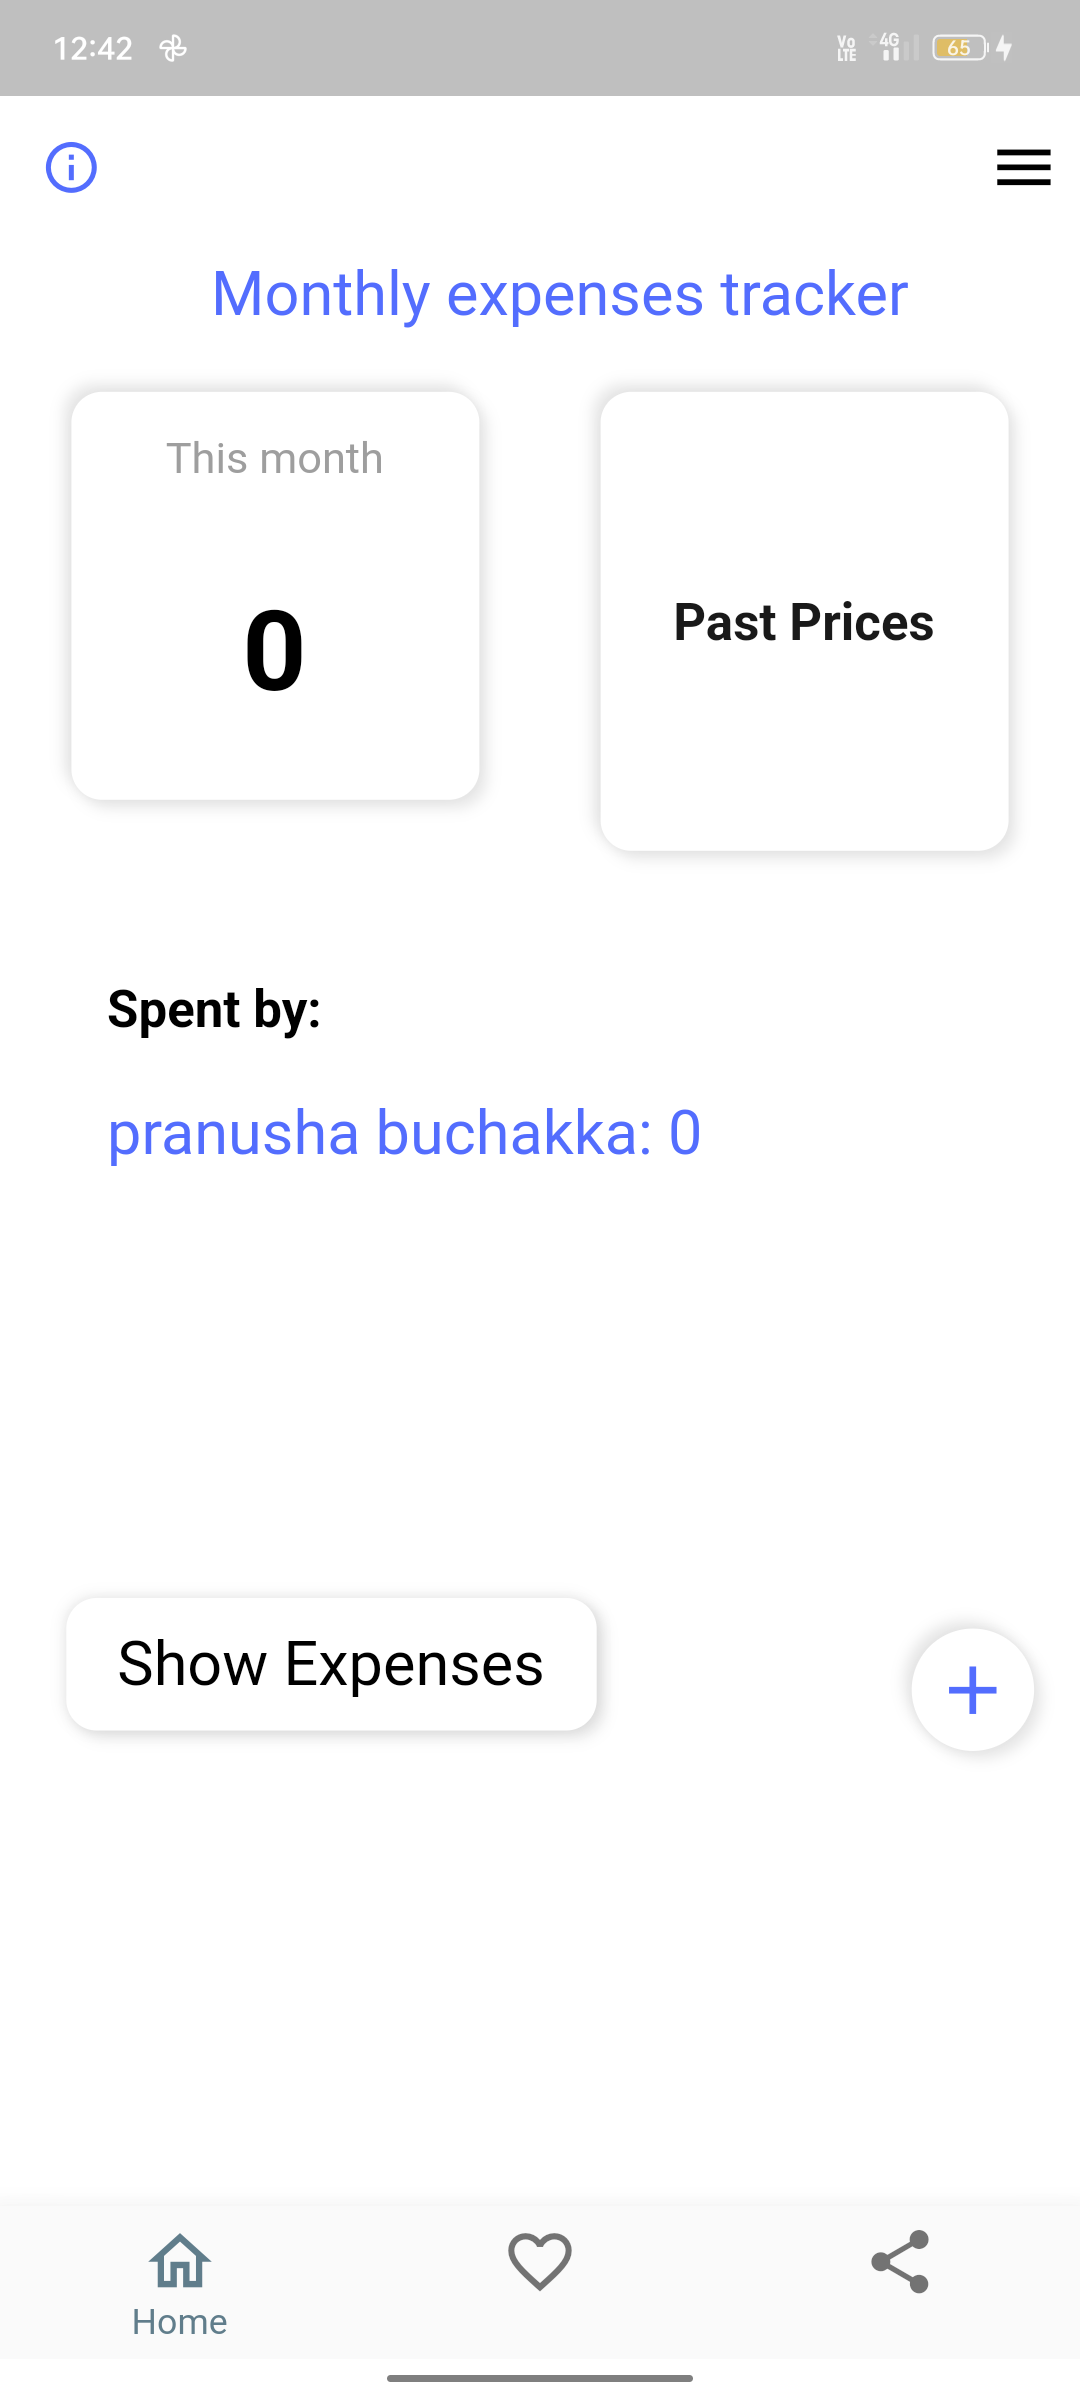 12:42
Vo LTE 4G 65
Monthly expenses tracker
This month
0
Past Prices
Spent by:
pranusha buchakka: 0
Show Expenses
Home